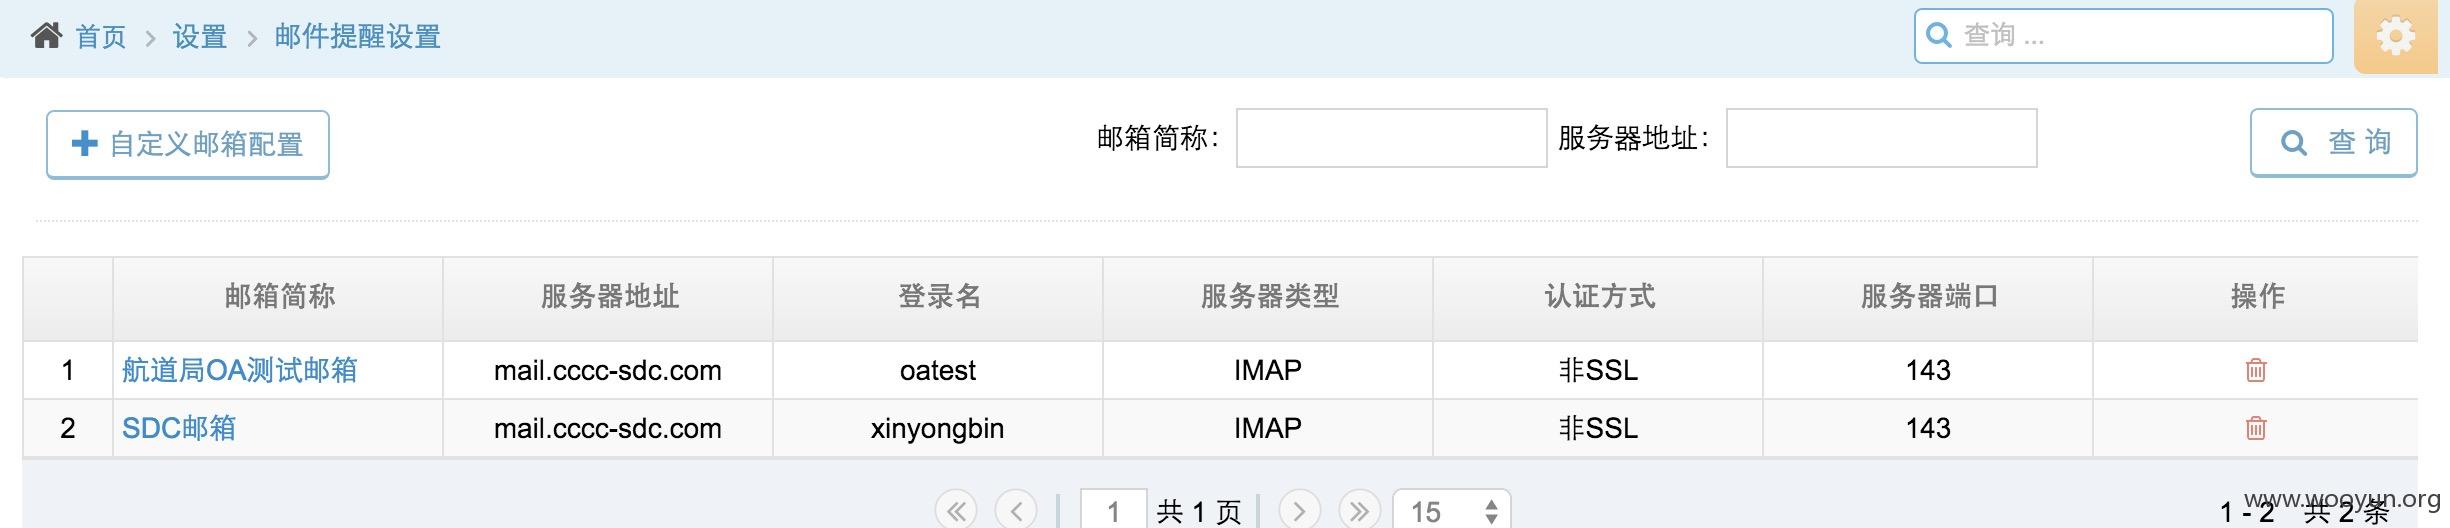 首页 > 设置 > 邮件提醒设置 查询 ...
自定义邮箱配置 邮箱简称： 服务器地址： 查 询
邮箱简称 服务器地址 登录名 服务器类型 认证方式 服务器端口 操作
1 航道局OA测试邮箱 mail.cccc-sdc.com oatest IMAP 非SSL 143
2 SDC邮箱 mail.cccc-sdc.com xinyongbin IMAP 非SSL 143
1 共 1 页 15 1 - 2 共 2 条
www.wooyun.org